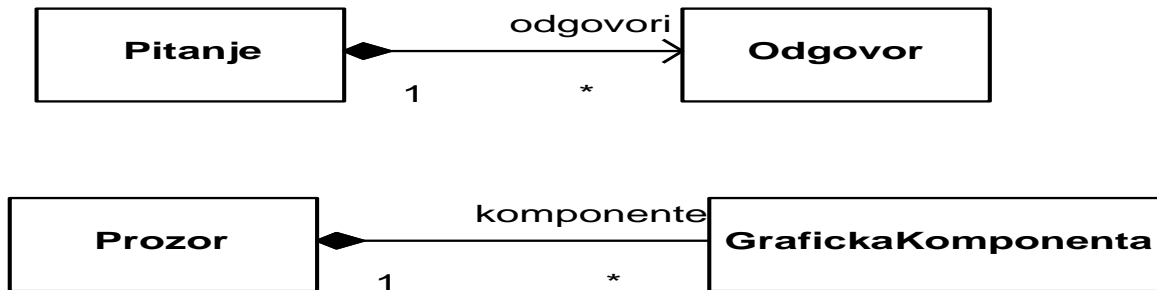 odgovori
Pitanje Odgovor
1 *
komponente
Prozor GrafickaKomponenta
1 *